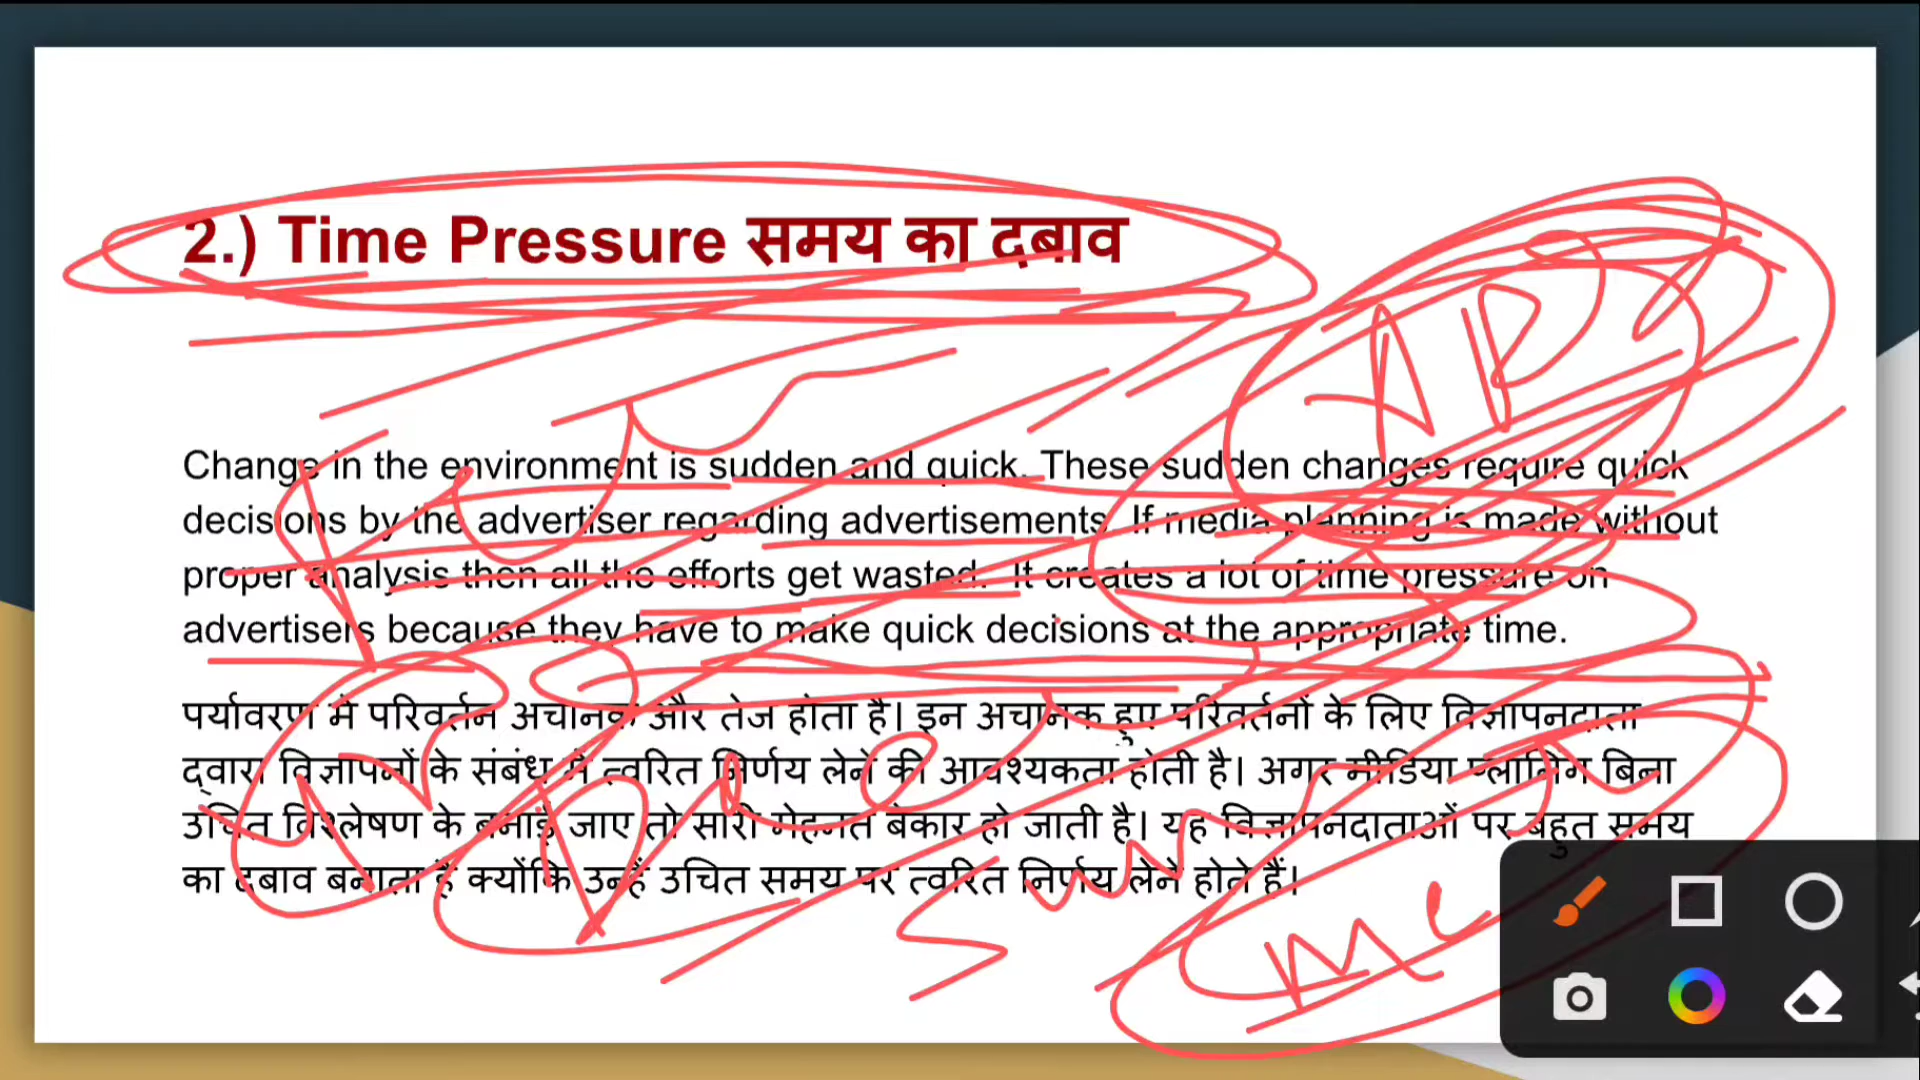 2.) Time Pressure समय का दबाव
Change in the environment is sudden and quick. These sudden changes require quick
decisions by the advertiser regarding advertisements. If media planning is made without
proper analysis then all the efforts get wasted. It creates a lot of time pressure on
advertisers because they have to make quick decisions at the appropriate time.
पर्यावरण में परिवर्तन अचानक और तेज होता है। इन अचानक हुए परिवर्तनों के लिए विज्ञापनदाता
द्वारा विज्ञापनों के संबंध में त्वरित निर्णय लेने की आवश्यकता होती है। अगर मीडिया प्लानिंग बिना
उचित विश्लेषण के बनाई जाए तो सारी मेहनत बेकार हो जाती है। यह विज्ञापनदाताओं पर बहुत समय
का दबाव बनाता है क्योंकि उन्हें उचित समय पर त्वरित निर्णय लेने होते हैं।